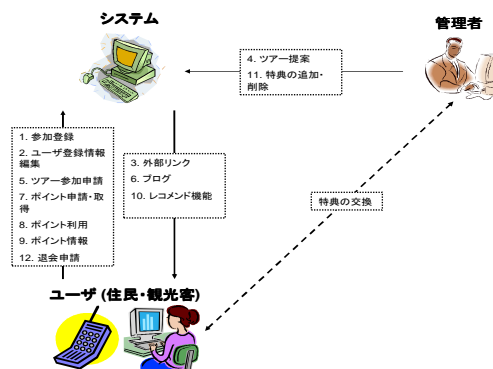 システム
管理者
4. ツアー提案
11. 特典の追加・
削除
1. 参加登録
2. ユーザ登録情報
編集
5. ツアー参加申請
7. ポイント申請・取
得
8. ポイント利用
9. ポイント情報
12. 退会申請
3. 外部リンク
6. ブログ
10. レコメンド機能
特典の交換
ユーザ (住民・観光客)